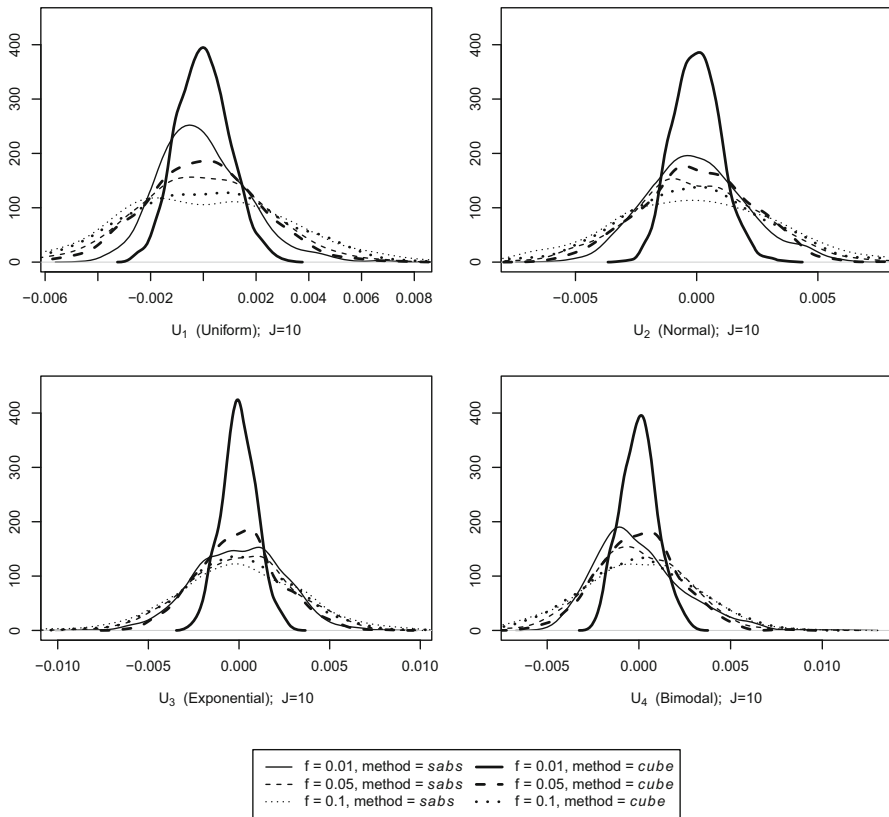 400
300
200
100
0
−0.006 −0.002 0.002 0.004 0.006 0.008
U₁ (Uniform); J=10
400
300
200
100
0
−0.005 0.000 0.005
U₂ (Normal); J=10
400
300
200
100
0
−0.010 −0.005 0.000 0.005 0.010
U₃ (Exponential); J=10
400
300
200
100
0
−0.005 0.000 0.005 0.010
U₄ (Bimodal); J=10
f = 0.01, method = sabs f = 0.01, method = cube
f = 0.05, method = sabs f = 0.05, method = cube
f = 0.1, method = sabs f = 0.1, method = cube